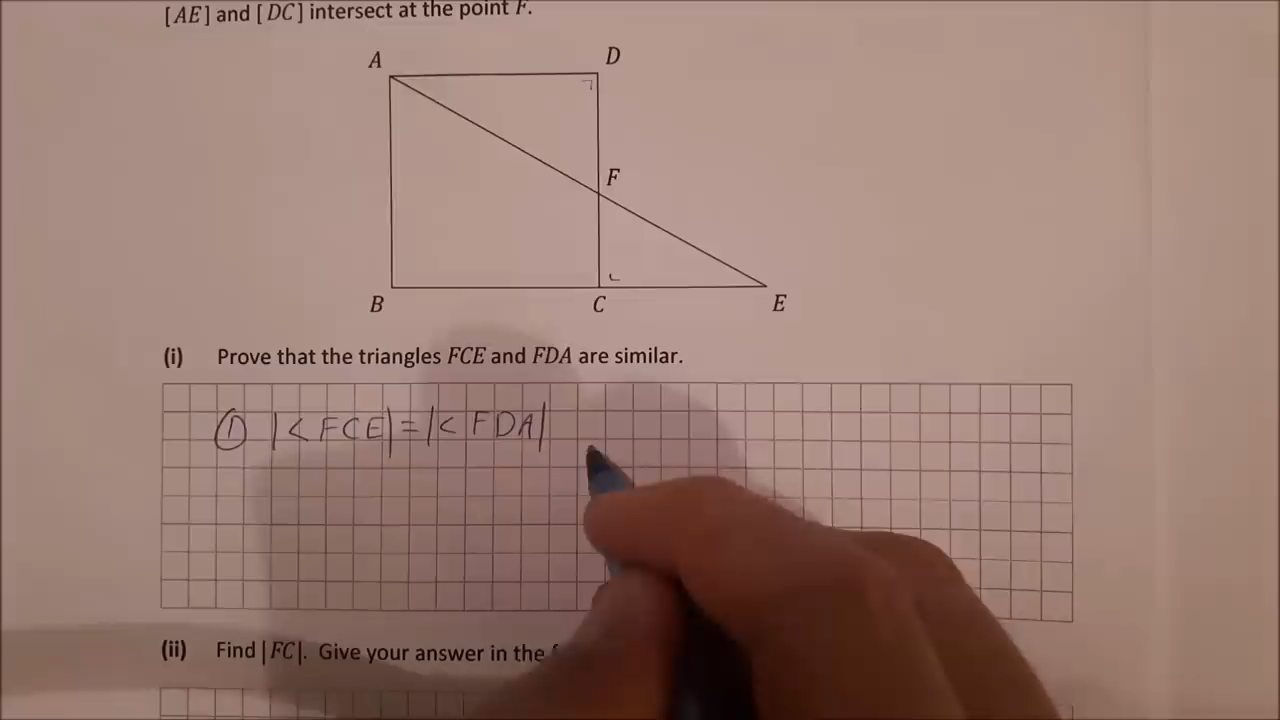 [AE] and [DC] intersect at the point F.
A
D
F
B
C
E
(i) Prove that the triangles FCE and FDA are similar.
① |< FCE| = |< FDA|
(ii) Find |FC|. Give your answer in the